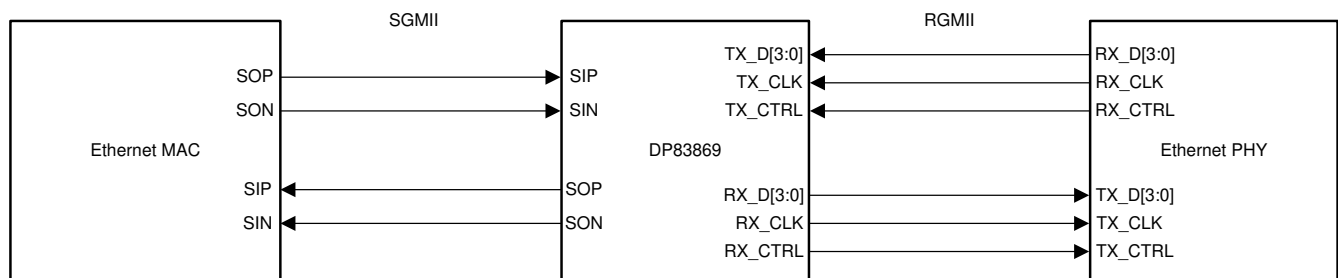 SGMII
RGMII
Ethernet MAC
SOP
SON
SIP
SIN
SIP
SIN
SOP
SON
DP83869
TX_D[3:0]
TX_CLK
TX_CTRL
RX_D[3:0]
RX_CLK
RX_CTRL
RX_D[3:0]
RX_CLK
RX_CTRL
Ethernet PHY
TX_D[3:0]
TX_CLK
TX_CTRL